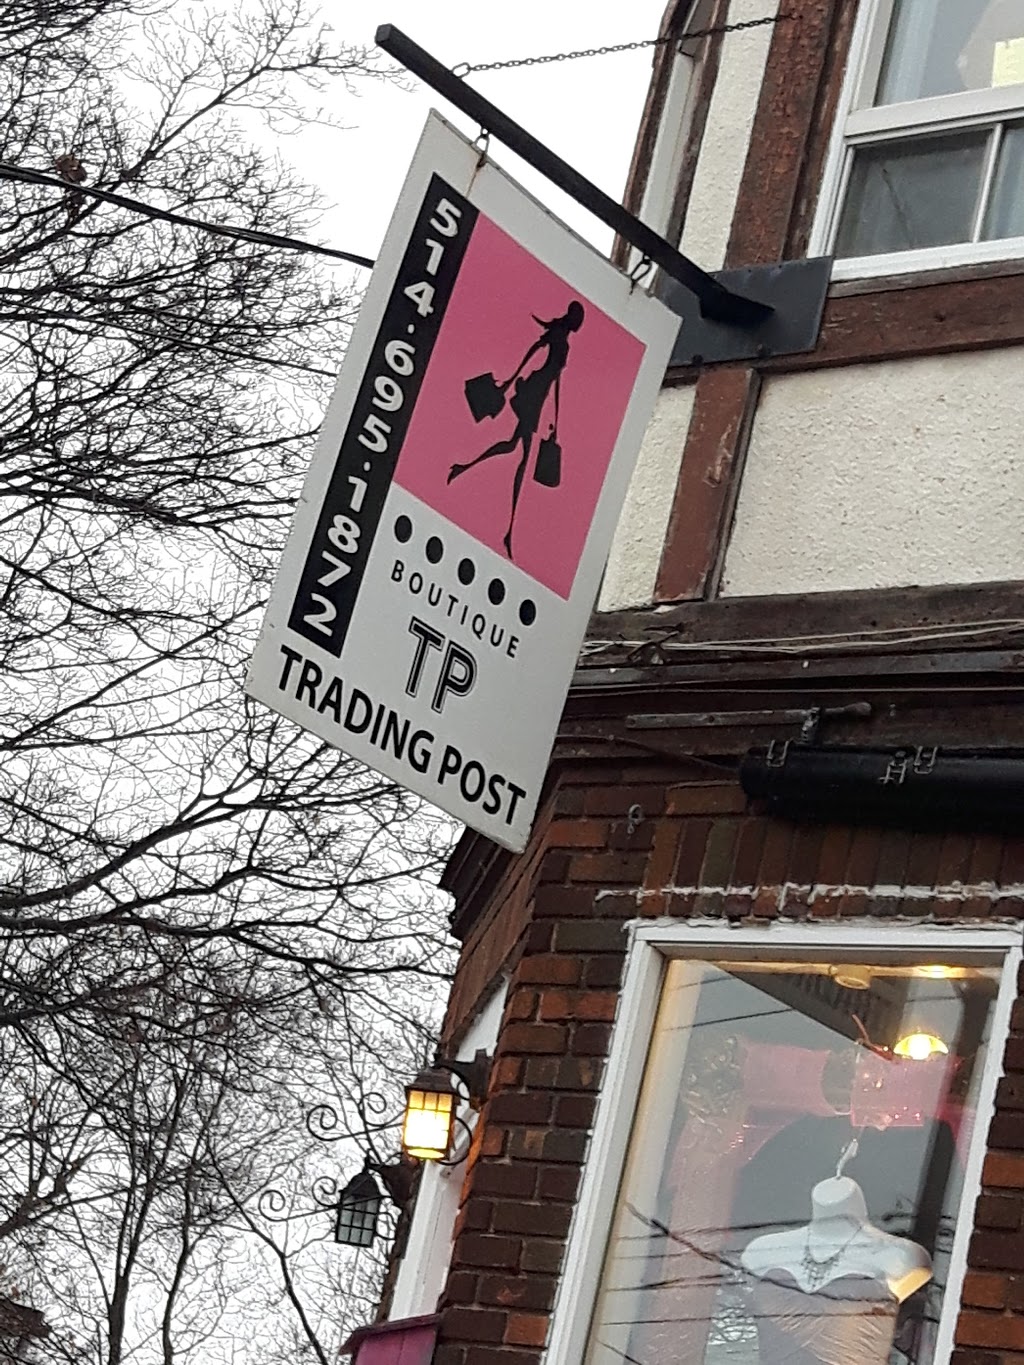 514·695·1872
BOUTIQUE
TP
TRADING POST